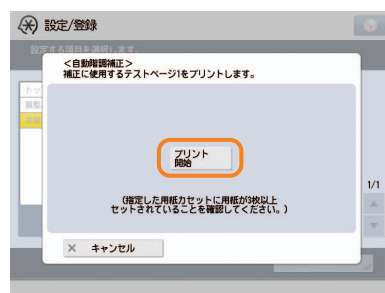 設定/登録
設定する項目を選択します。
<自動階調補正>
補正に使用するテストページ1をプリントします。
プリント
開始
(指定した用紙カセットに用紙が3枚以上
セットされていることを確認してください。)
1/1
× キャンセル